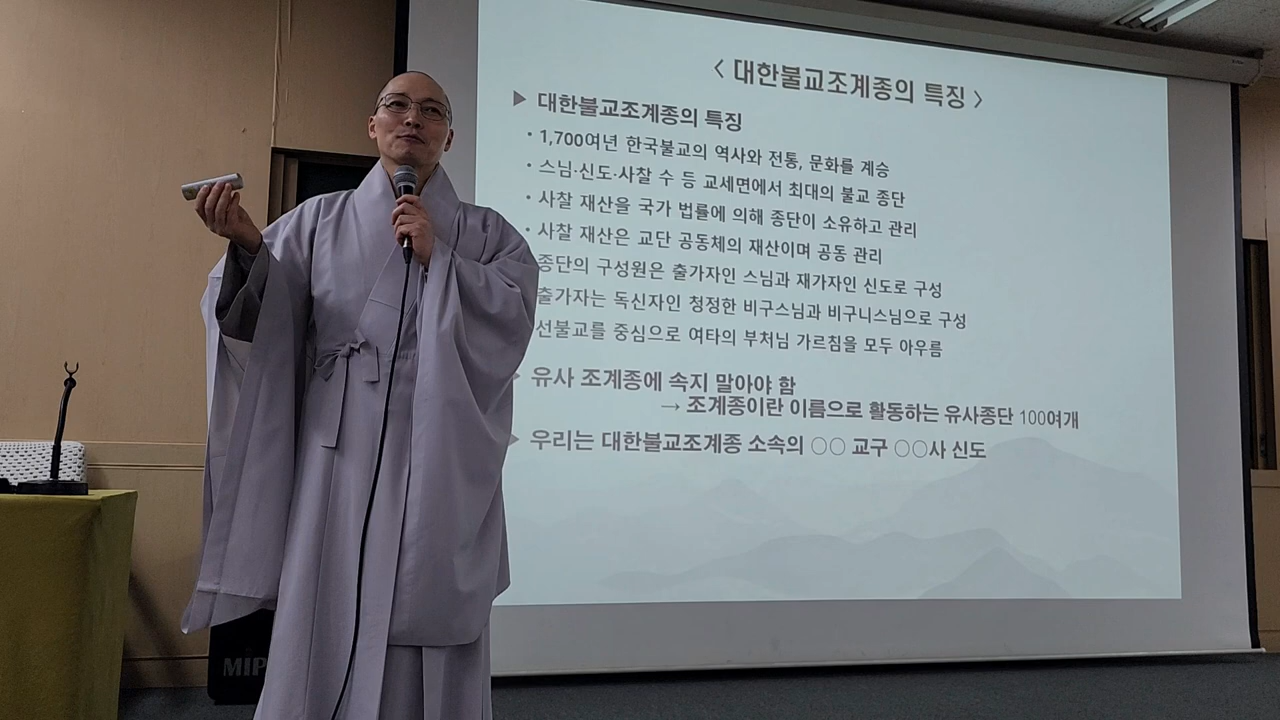 < 대한불교조계종의 특징 >
▶ 대한불교조계종의 특징
• 1,700여년 한국불교의 역사와 전통, 문화를 계승
• 스님·신도·사찰 수 등 교세면에서 최대의 불교 종단
• 사찰 재산을 국가 법률에 의해 종단이 소유하고 관리
• 사찰 재산은 교단 공동체의 재산이며 공동 관리
종단의 구성원은 출가자인 스님과 재가자인 신도로 구성
출가자는 독신자인 청정한 비구스님과 비구니스님으로 구성
선불교를 중심으로 여타의 부처님 가르침을 모두 아우름
▶ 유사 조계종에 속지 말아야 함
→ 조계종이란 이름으로 활동하는 유사종단 100여개
▶ 우리는 대한불교조계종 소속의 ○○ 교구 ○○사 신도
MIP